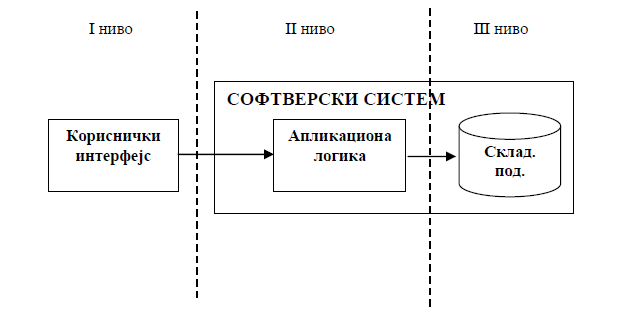 I ниво
II ниво
III ниво
СОФТВЕРСКИ СИСТЕМ
Кориснички
интерфејс
Апликациона
логика
Склад.
под.